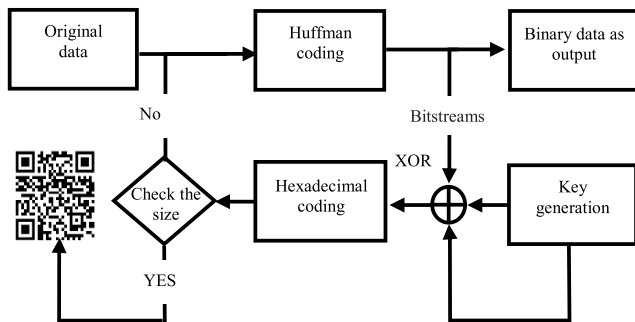 Original
data
Huffman
coding
Binary data as
output
No
Bitstreams
XOR
Check the
size
Hexadecimal
coding
Key
generation
YES